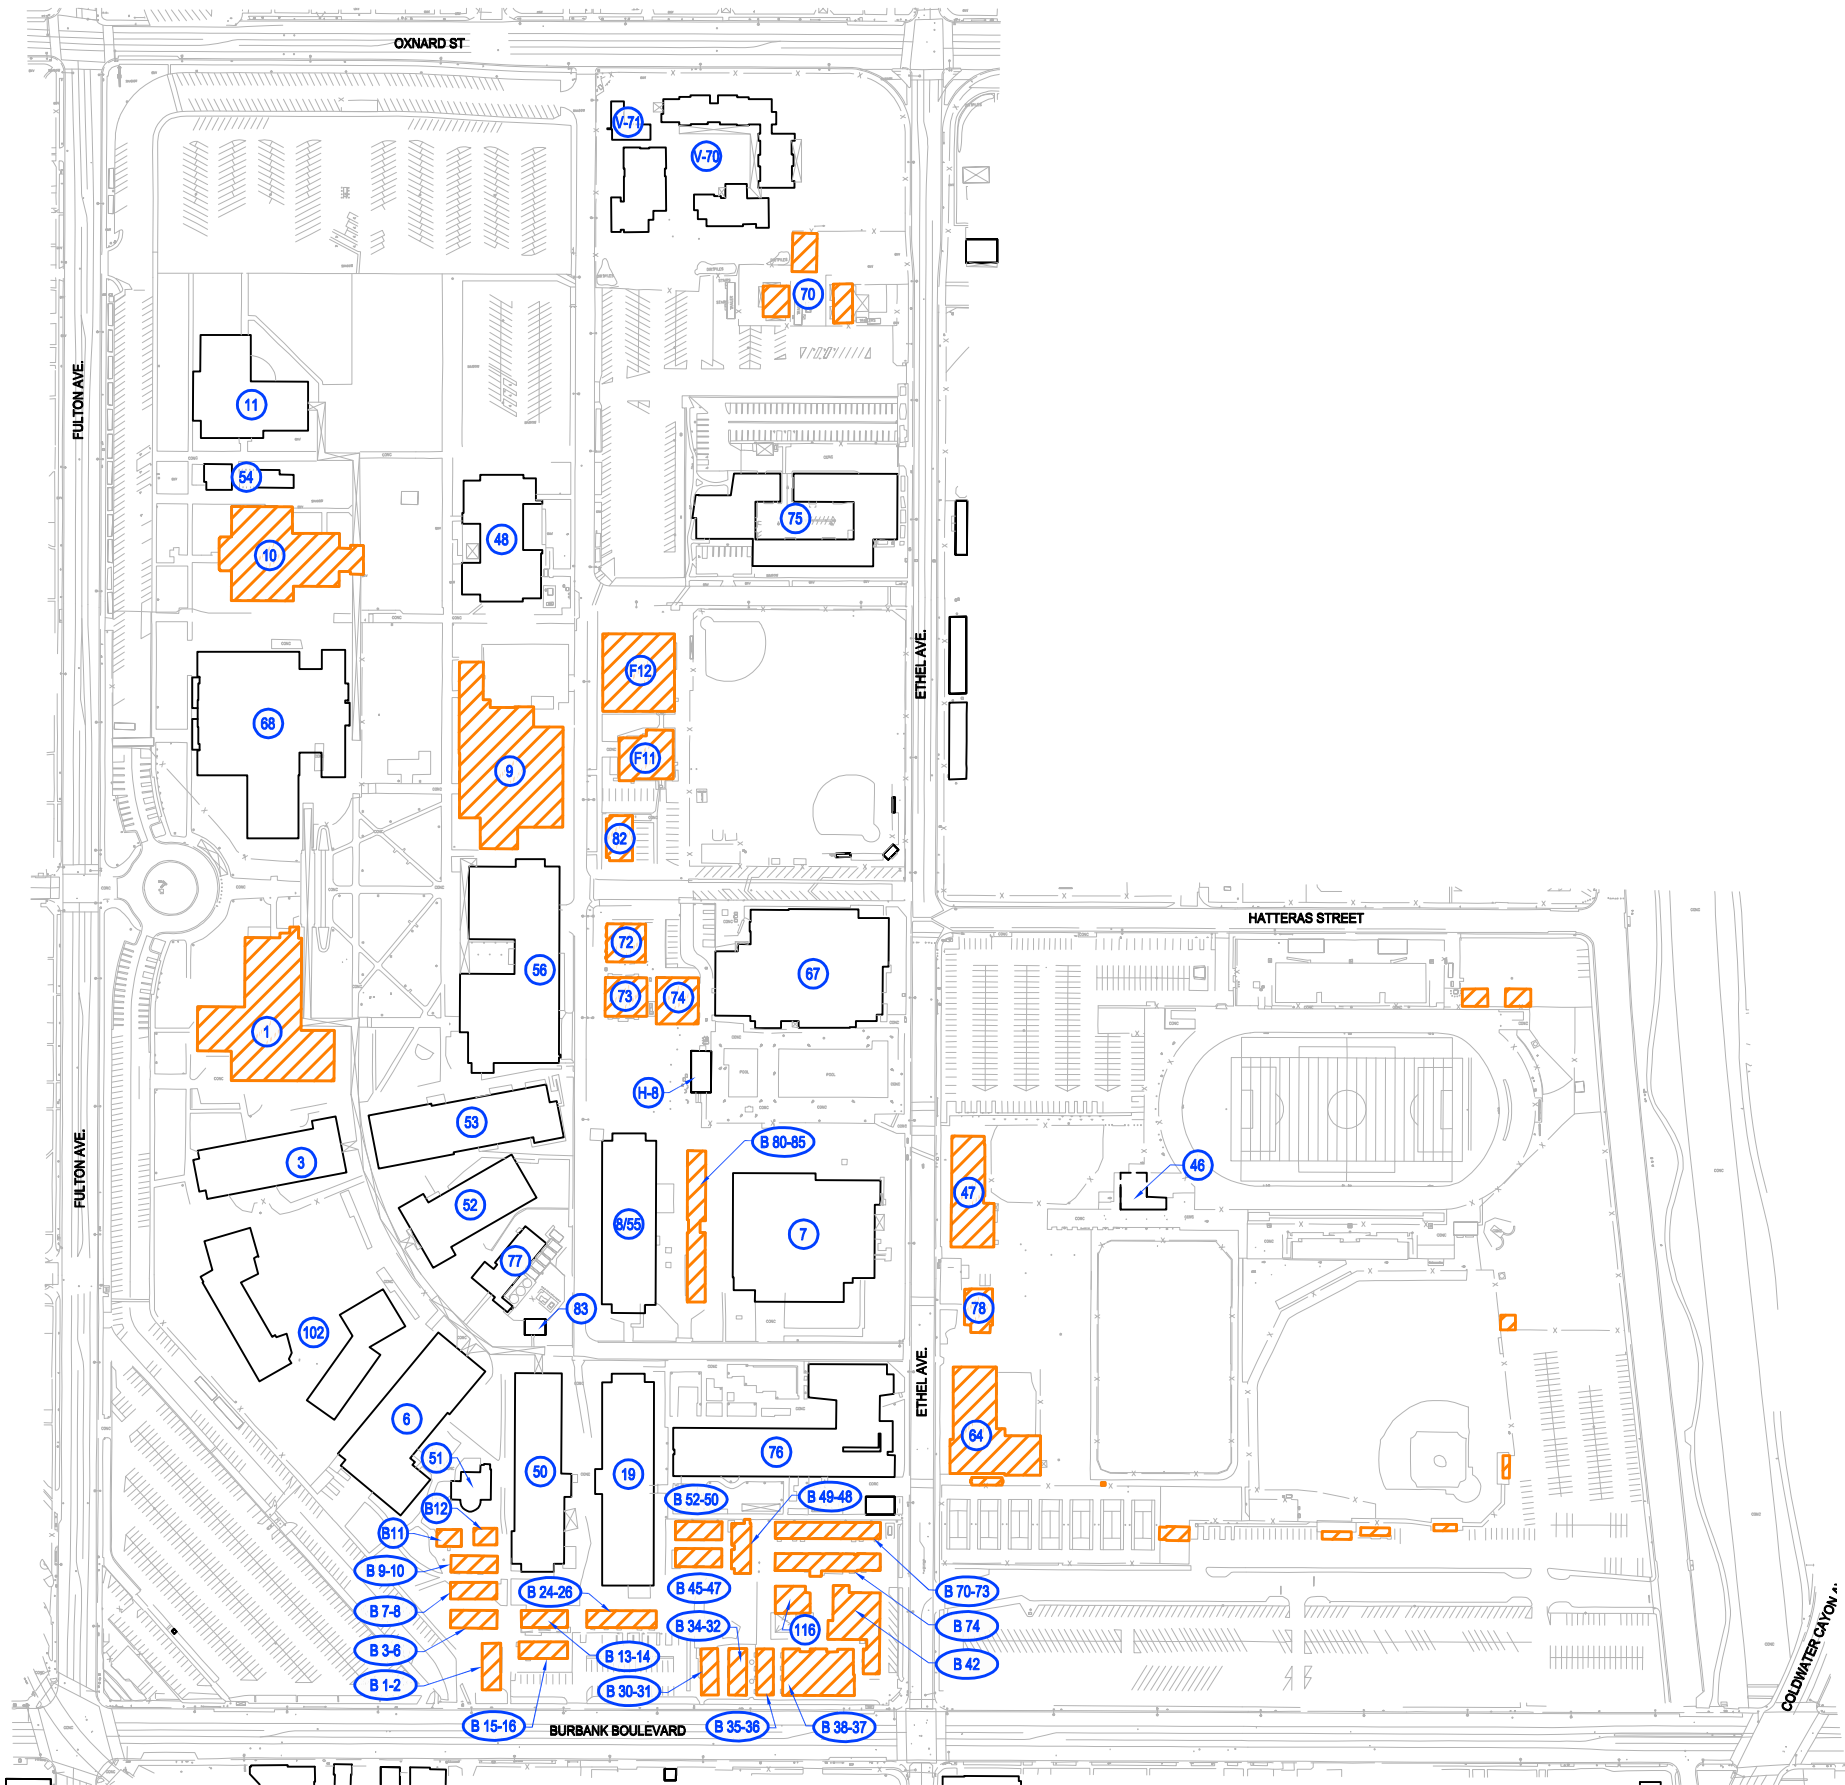 OXNARD ST
V-71
V-70
70
FULTON AVE.
11
54
10
48
75
ETHEL AVE.
F12
68
F11
9
82
HATTERAS STREET
72
67
56
73
74
1
H-8
53
B 80-85
3
46
47
52
8/55
7
77
83
78
102
FULTON AVE.
ETHEL AVE.
6
64
51
76
50
19
B 52-50
B 49-48
B12
B11
B 9-10
B 45-47
B 24-26
B 70-73
B 7-8
B 34-32
116
B 74
B 3-6
B 13-14
B 42
B 1-2
B 30-31
COLDWATER CAYON
B 15-16
BURBANK BOULEVARD
B 35-36
B 38-37